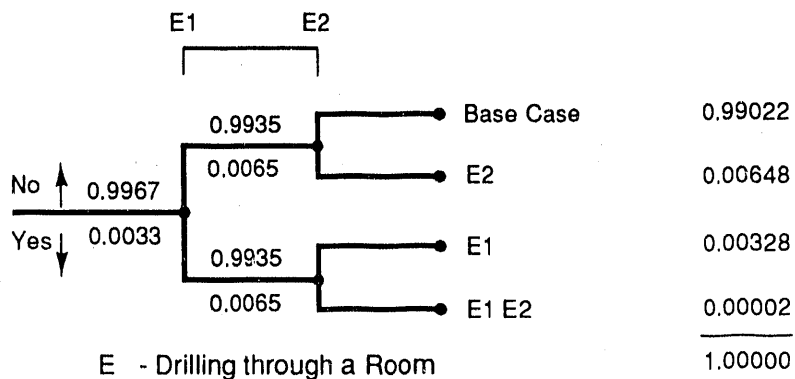 E1 E2
0.9935 Base Case 0.99022
0.0065
No 0.9967 E2 0.00648
Yes 0.0033
0.9935 E1 0.00328
0.0065 E1 E2 0.00002
E - Drilling through a Room 1.00000